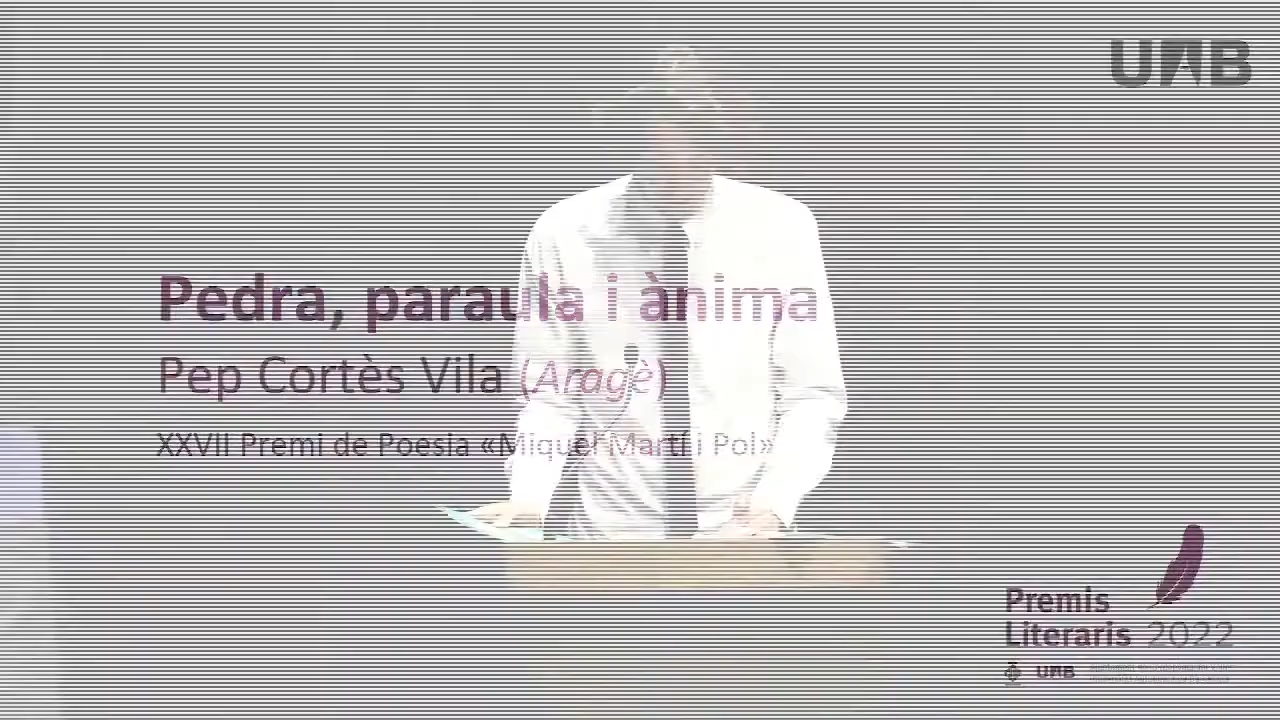 UAB
Pedra, paraula i ànima
Pep Cortès Vila (Aragè)
XXVII Premi de Poesia «Miquel Martí i Pol»
Premis
Literaris 2022
UAB